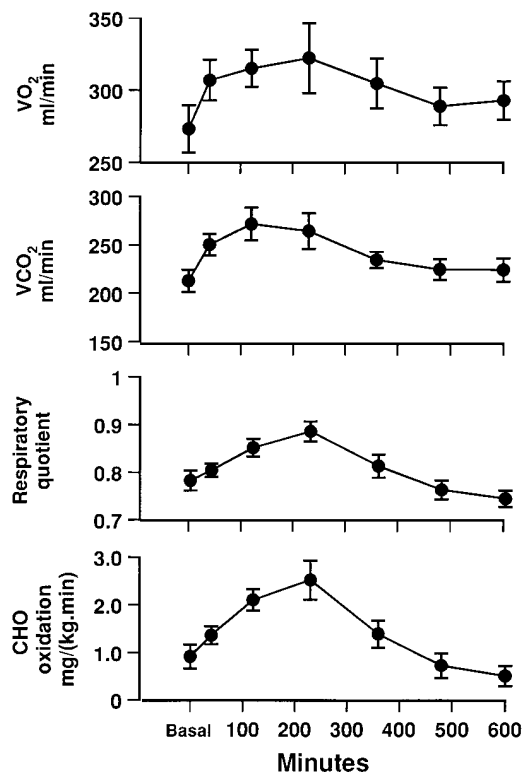 VO2
ml/min
350
300
250
VCO2
ml/min
300
250
200
150
Respiratory
quotient
1
0.9
0.8
0.7
CHO
oxidation
mg/(kg.min)
3.0
2.0
1.0
0
Basal 100 200 300 400 500 600
Minutes